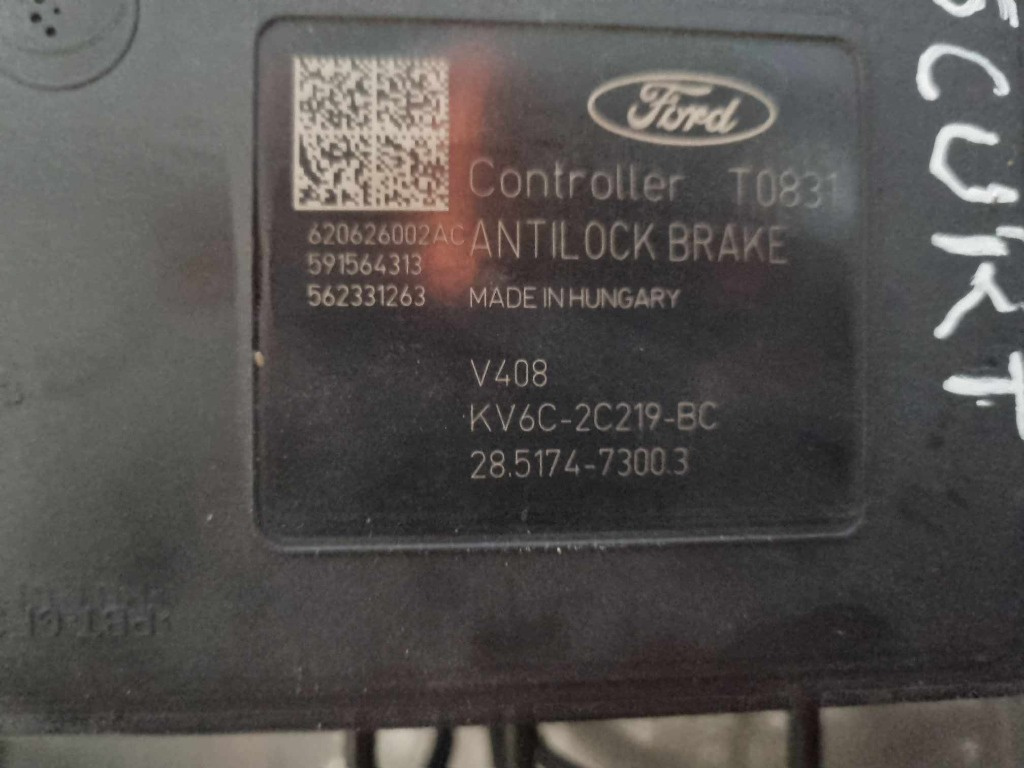 Ford
Controller T0831
620626002AC
ANTILOCK BRAKE
591564313
562331263
MADE IN HUNGARY
V408
KV6C-2C219-BC
28.5174-7300.3
CURT